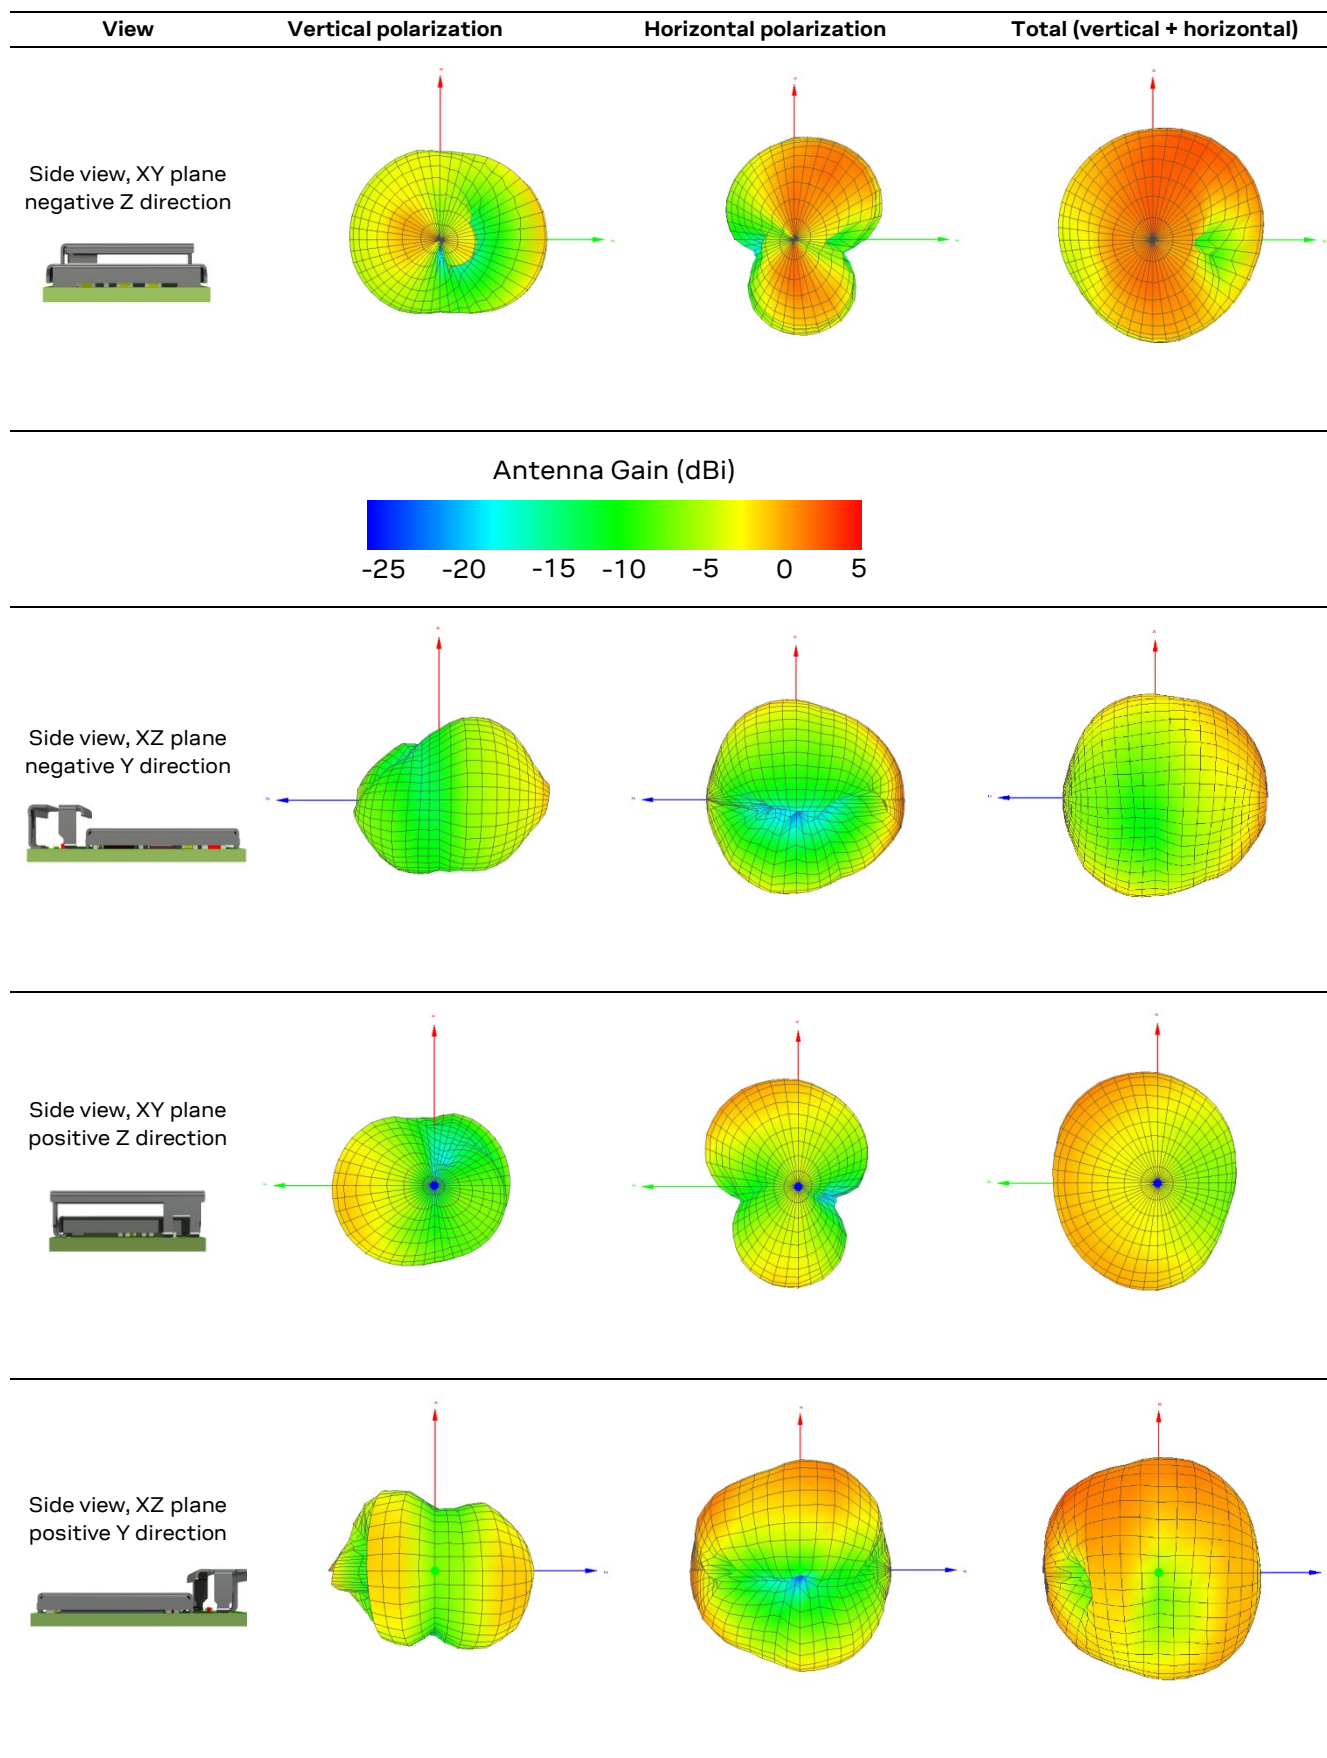 View Vertical polarization Horizontal polarization Total (vertical + horizontal)
Side view, XY plane
negative Z direction
Antenna Gain (dBi)
-25 -20 -15 -10 -5 0 5
Side view, XZ plane
negative Y direction
Side view, XY plane
positive Z direction
Side view, XZ plane
positive Y direction